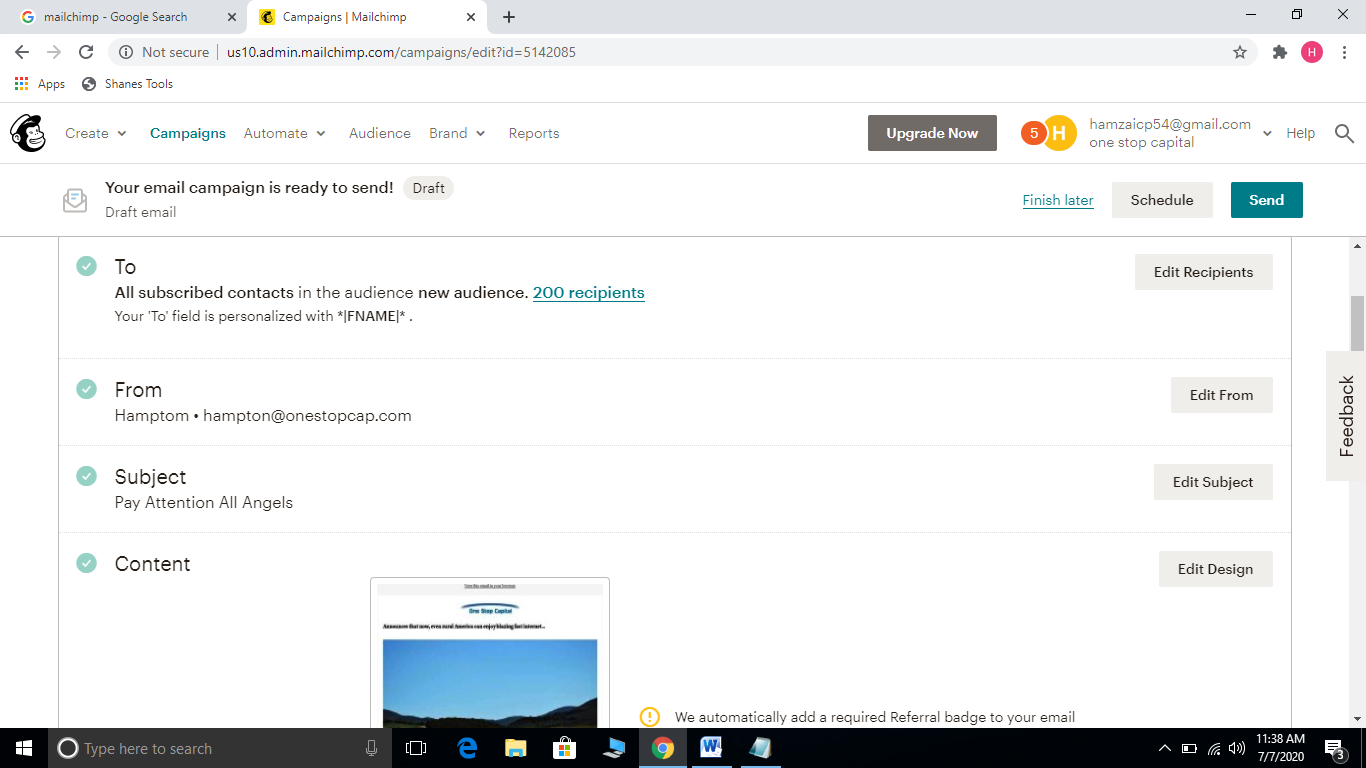 mailchimp - Google Search
Campaigns | Mailchimp
Not secure | us10.admin.mailchimp.com/campaigns/edit?id=5142085
H
Apps
Shanes Tools
Create
Campaigns
Automate
Audience
Brand
Reports
Upgrade Now
5
H
hamzaicp54@gmail.com
one stop capital
Help
Your email campaign is ready to send!
Draft
Draft email
Finish later
Schedule
Send
To
All subscribed contacts in the audience new audience. 200 recipients
Your 'To' field is personalized with *|FNAME|* .
Edit Recipients
From
Hamptom • hampton@onestopcap.com
Edit From
Feedback
Subject
Pay Attention All Angels
Edit Subject
Content
Edit Design
View this email in your browser
One Stop Capital
Announces that now, even rural America can enjoy blazing fast internet...
We automatically add a required Referral badge to your email
Type here to search
11:38 AM
7/7/2020
3